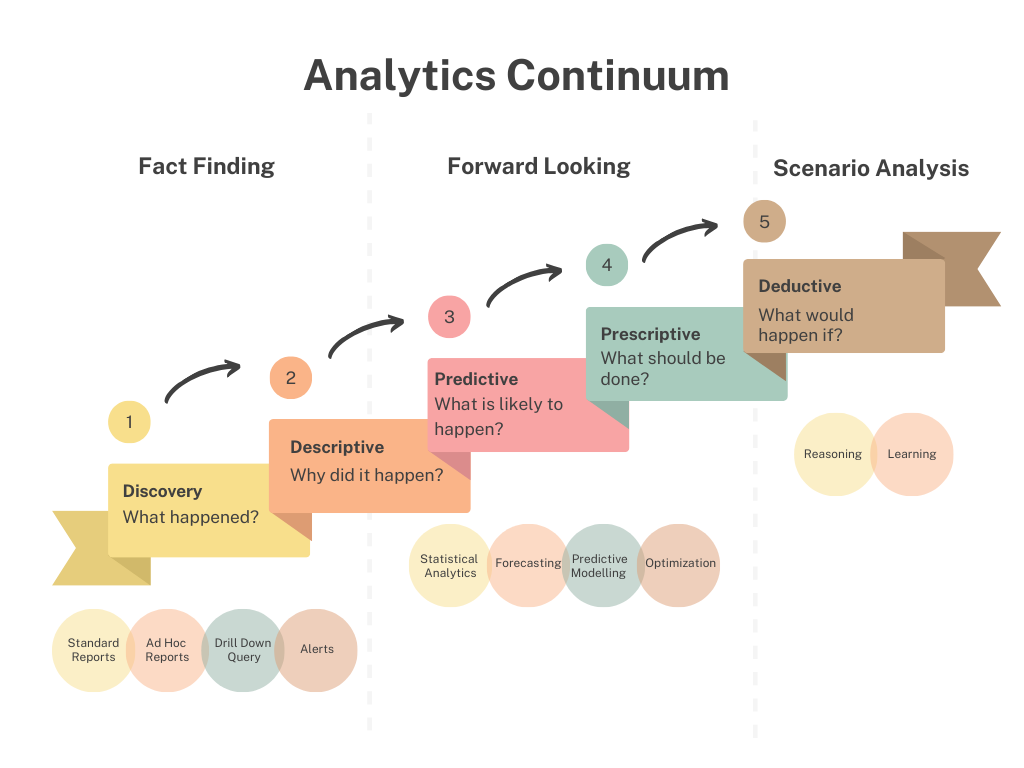 Analytics Continuum
Fact Finding
Forward Looking
Scenario Analysis
1
Discovery
What happened?
2
Descriptive
Why did it happen?
3
Predictive
What is likely to
happen?
4
Prescriptive
What should be
done?
5
Deductive
What would
happen if?
Standard
Reports
Ad Hoc
Reports
Drill Down
Query
Alerts
Statistical
Analytics
Forecasting
Predictive
Modelling
Optimization
Reasoning
Learning